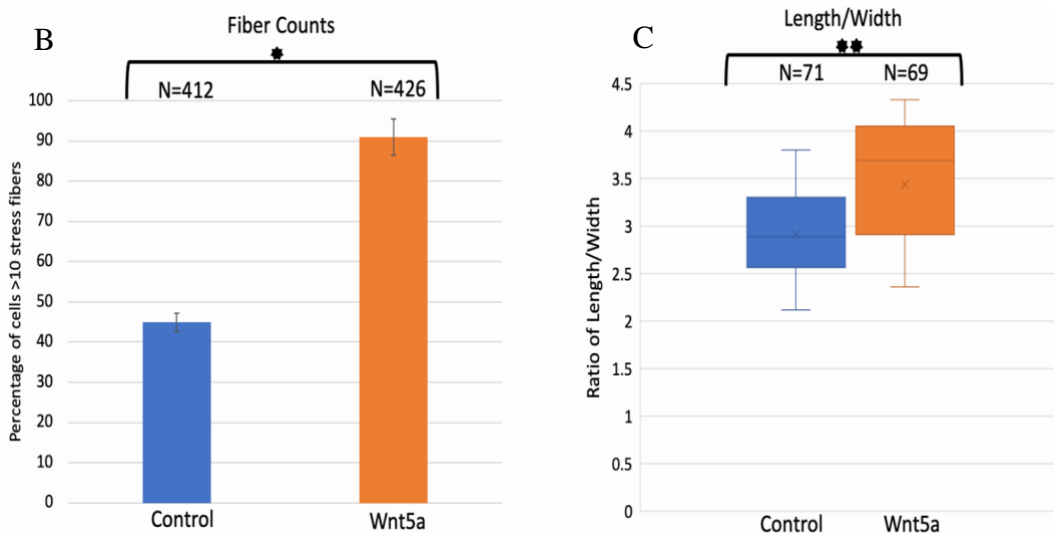 B
Fiber Counts
*
N=412
N=426
100
90
80
70
60
50
40
30
20
10
0
Percentage of cells >10 stress fibers
Control
Wnt5a
C
Length/Width
**
N=71
N=69
4.5
4
3.5
3
2.5
2
1.5
1
0.5
0
Ratio of Length/Width
Control
Wnt5a